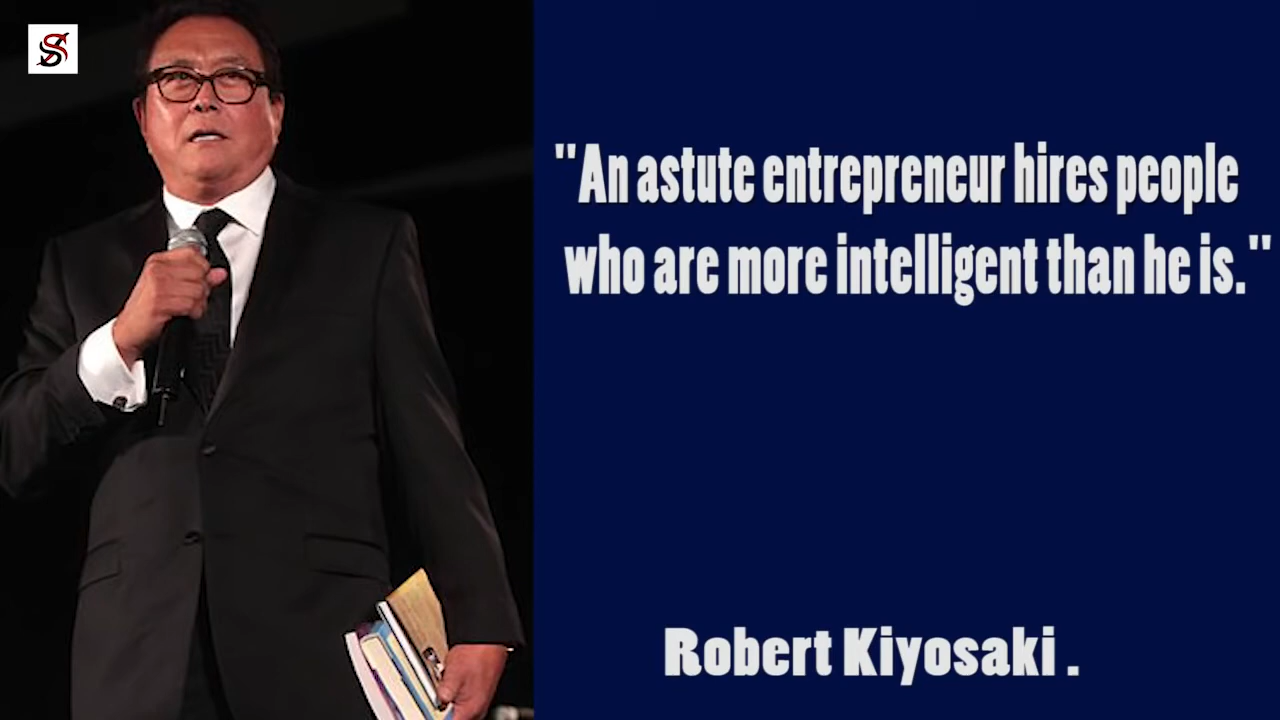 "An astute entrepreneur hires people
who are more intelligent than he is."
Robert Kiyosaki .